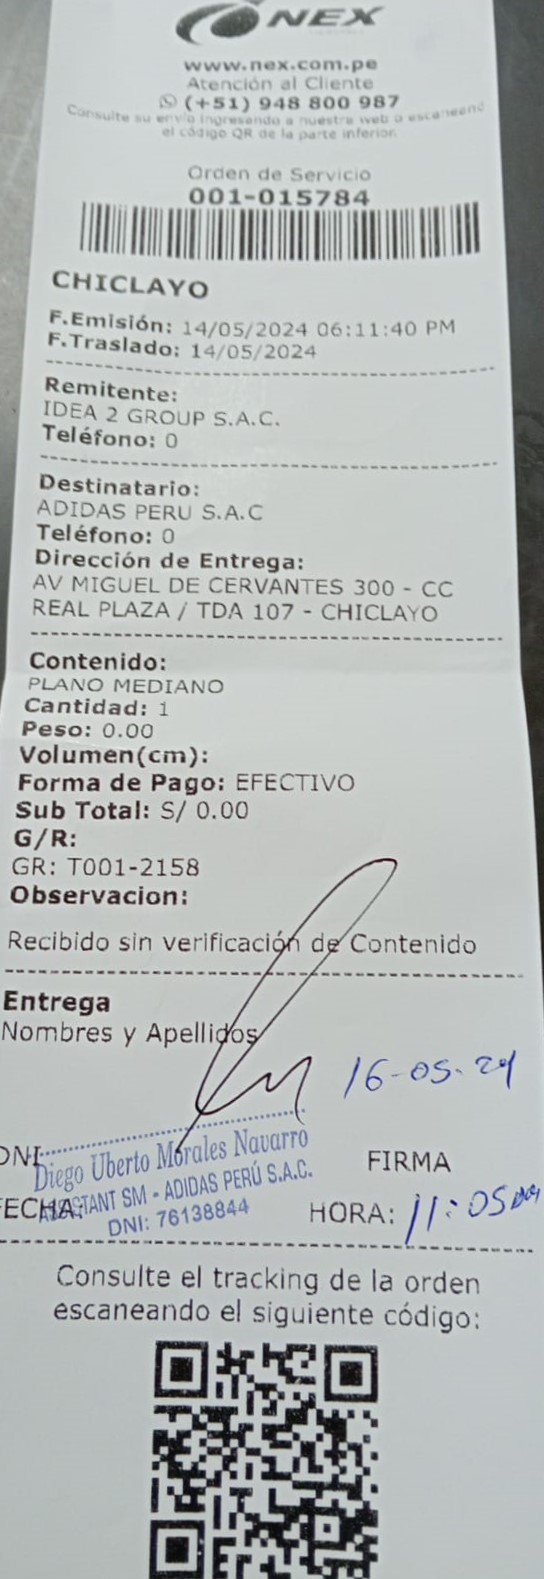 NEX
www.nex.com.pe
Atención al Cliente
(+51) 948 800 987
Consulte su envío ingresando a nuestra web o escaneend
el código QR de la parte inferior.
Orden de Servicio
001-015784
CHICLAYO
F.Emisión: 14/05/2024 06:11:40 PM
F.Traslado: 14/05/2024
Remitente:
IDEA 2 GROUP S.A.C.
Teléfono: 0
Destinatario:
ADIDAS PERU S.A.C
Teléfono: 0
Dirección de Entrega:
AV MIGUEL DE CERVANTES 300 - CC
REAL PLAZA / TDA 107 - CHICLAYO
Contenido:
PLANO MEDIANO
Cantidad: 1
Peso: 0.00
Volumen(cm):
Forma de Pago: EFECTIVO
Sub Total: S/ 0.00
G/R:
GR: T001-2158
Observacion:
Recibido sin verificación de Contenido
Entrega
Nombres y Apellidos
16-05-24
DNI
Diego Uberto Morales Navarro
FIRMA
ECHA:
TANT SM - ADIDAS PERÚ S.A.C.
DNI: 76138844
HORA: 11:05
Consulte el tracking de la orden
escaneando el siguiente código: